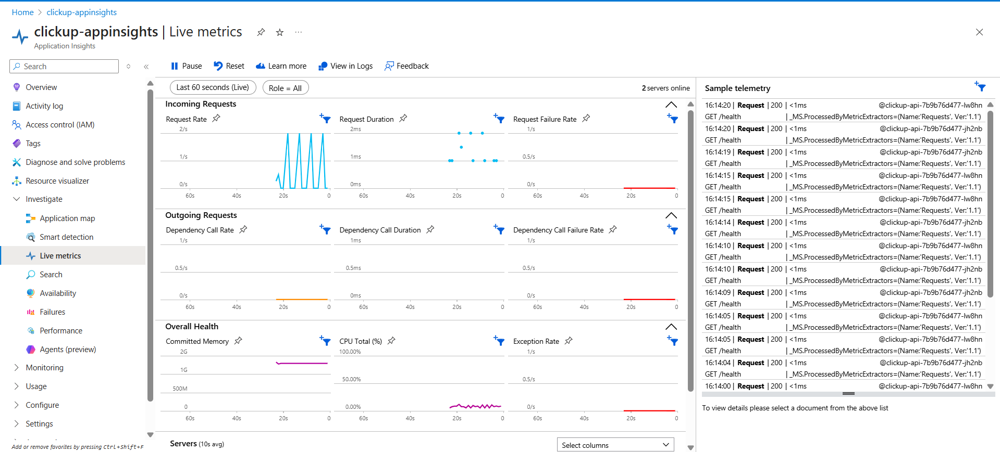 Home > clickup-appinsights
clickup-appinsights | Live metrics
Application Insights
Search
Overview
Activity log
Access control (IAM)
Tags
Diagnose and solve problems
Resource visualizer
Investigate
Application map
Smart detection
Live metrics
Search
Availability
Failures
Performance
Agents (preview)
Monitoring
Usage
Configure
Settings
Add or remove favorites by pressing Ctrl+Shift+F
Pause Reset Learn more View in Logs Feedback
Last 60 seconds (Live) Role = All 2 servers online
Incoming Requests
Request Rate
2/s
1/s
0/s
60s 40s 20s 0
Request Duration
2ms
1ms
0ms
60s 40s 20s 0
Request Failure Rate
1/s
0.5/s
0/s
60s 40s 20s 0
Outgoing Requests
Dependency Call Rate
1/s
0.5/s
0/s
60s 40s 20s 0
Dependency Call Duration
1ms
0.5ms
0ms
60s 40s 20s 0
Dependency Call Failure Rate
1/s
0.5/s
0/s
60s 40s 20s 0
Overall Health
Committed Memory
2G
1G
500M
0
60s 40s 20s 0
CPU Total (%)
100.00%
50.00%
0.00%
60s 40s 20s 0
Exception Rate
1/s
0.5/s
0/s
60s 40s 20s 0
Servers (10s avg)
Select columns
Sample telemetry
16:14:20 | Request | 200 | <1ms @clickup-api-7b9b76d477-lw8hn
GET /health | _MS.ProcessedByMetricExtractors=(Name:'Requests', Ver:'1.1')
16:14:20 | Request | 200 | <1ms @clickup-api-7b9b76d477-jh2nb
GET /health | _MS.ProcessedByMetricExtractors=(Name:'Requests', Ver:'1.1')
16:14:19 | Request | 200 | <1ms @clickup-api-7b9b76d477-jh2nb
GET /health | _MS.ProcessedByMetricExtractors=(Name:'Requests', Ver:'1.1')
16:14:15 | Request | 200 | <1ms @clickup-api-7b9b76d477-lw8hn
GET /health | _MS.ProcessedByMetricExtractors=(Name:'Requests', Ver:'1.1')
16:14:15 | Request | 200 | <1ms @clickup-api-7b9b76d477-lw8hn
GET /health | _MS.ProcessedByMetricExtractors=(Name:'Requests', Ver:'1.1')
16:14:14 | Request | 200 | <1ms @clickup-api-7b9b76d477-jh2nb
GET /health | _MS.ProcessedByMetricExtractors=(Name:'Requests', Ver:'1.1')
16:14:10 | Request | 200 | <1ms @clickup-api-7b9b76d477-lw8hn
GET /health | _MS.ProcessedByMetricExtractors=(Name:'Requests', Ver:'1.1')
16:14:10 | Request | 200 | <1ms @clickup-api-7b9b76d477-jh2nb
GET /health | _MS.ProcessedByMetricExtractors=(Name:'Requests', Ver:'1.1')
16:14:09 | Request | 200 | <1ms @clickup-api-7b9b76d477-jh2nb
GET /health | _MS.ProcessedByMetricExtractors=(Name:'Requests', Ver:'1.1')
16:14:05 | Request | 200 | <1ms @clickup-api-7b9b76d477-lw8hn
GET /health | _MS.ProcessedByMetricExtractors=(Name:'Requests', Ver:'1.1')
16:14:05 | Request | 200 | <1ms @clickup-api-7b9b76d477-lw8hn
GET /health | _MS.ProcessedByMetricExtractors=(Name:'Requests', Ver:'1.1')
16:14:04 | Request | 200 | <1ms @clickup-api-7b9b76d477-jh2nb
GET /health | _MS.ProcessedByMetricExtractors=(Name:'Requests', Ver:'1.1')
16:14:00 | Request | 200 | <1ms @clickup-api-7b9b76d477-lw8hn
To view details please select a document from the above list